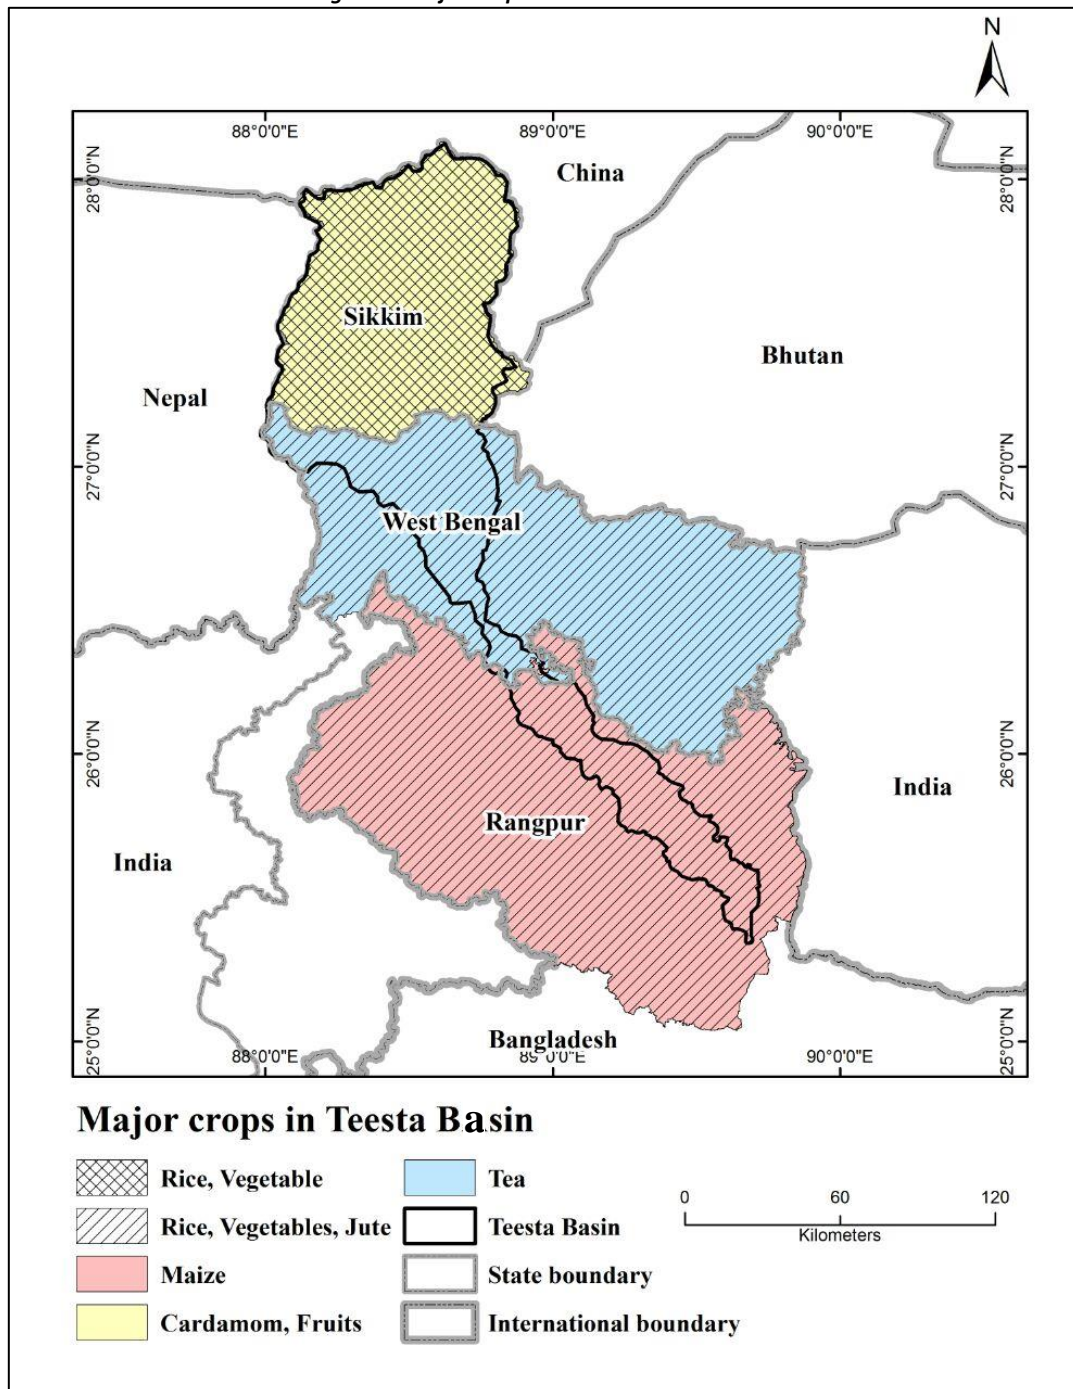 N
88°0'0"E 89°0'0"E 90°0'0"E
28°0'0"N China 28°0'0"N
Sikkim
Bhutan
Nepal
27°0'0"N 27°0'0"N
West Bengal
26°0'0"N 26°0'0"N
India
Rangpur
India
25°0'0"N Bangladesh 25°0'0"N
88°0'0"E 89°0'0"E 90°0'0"E
Major crops in Teesta Basin
Rice, Vegetable Tea
Rice, Vegetables, Jute Teesta Basin
Maize State boundary
Cardamom, Fruits International boundary
0 60 120
Kilometers